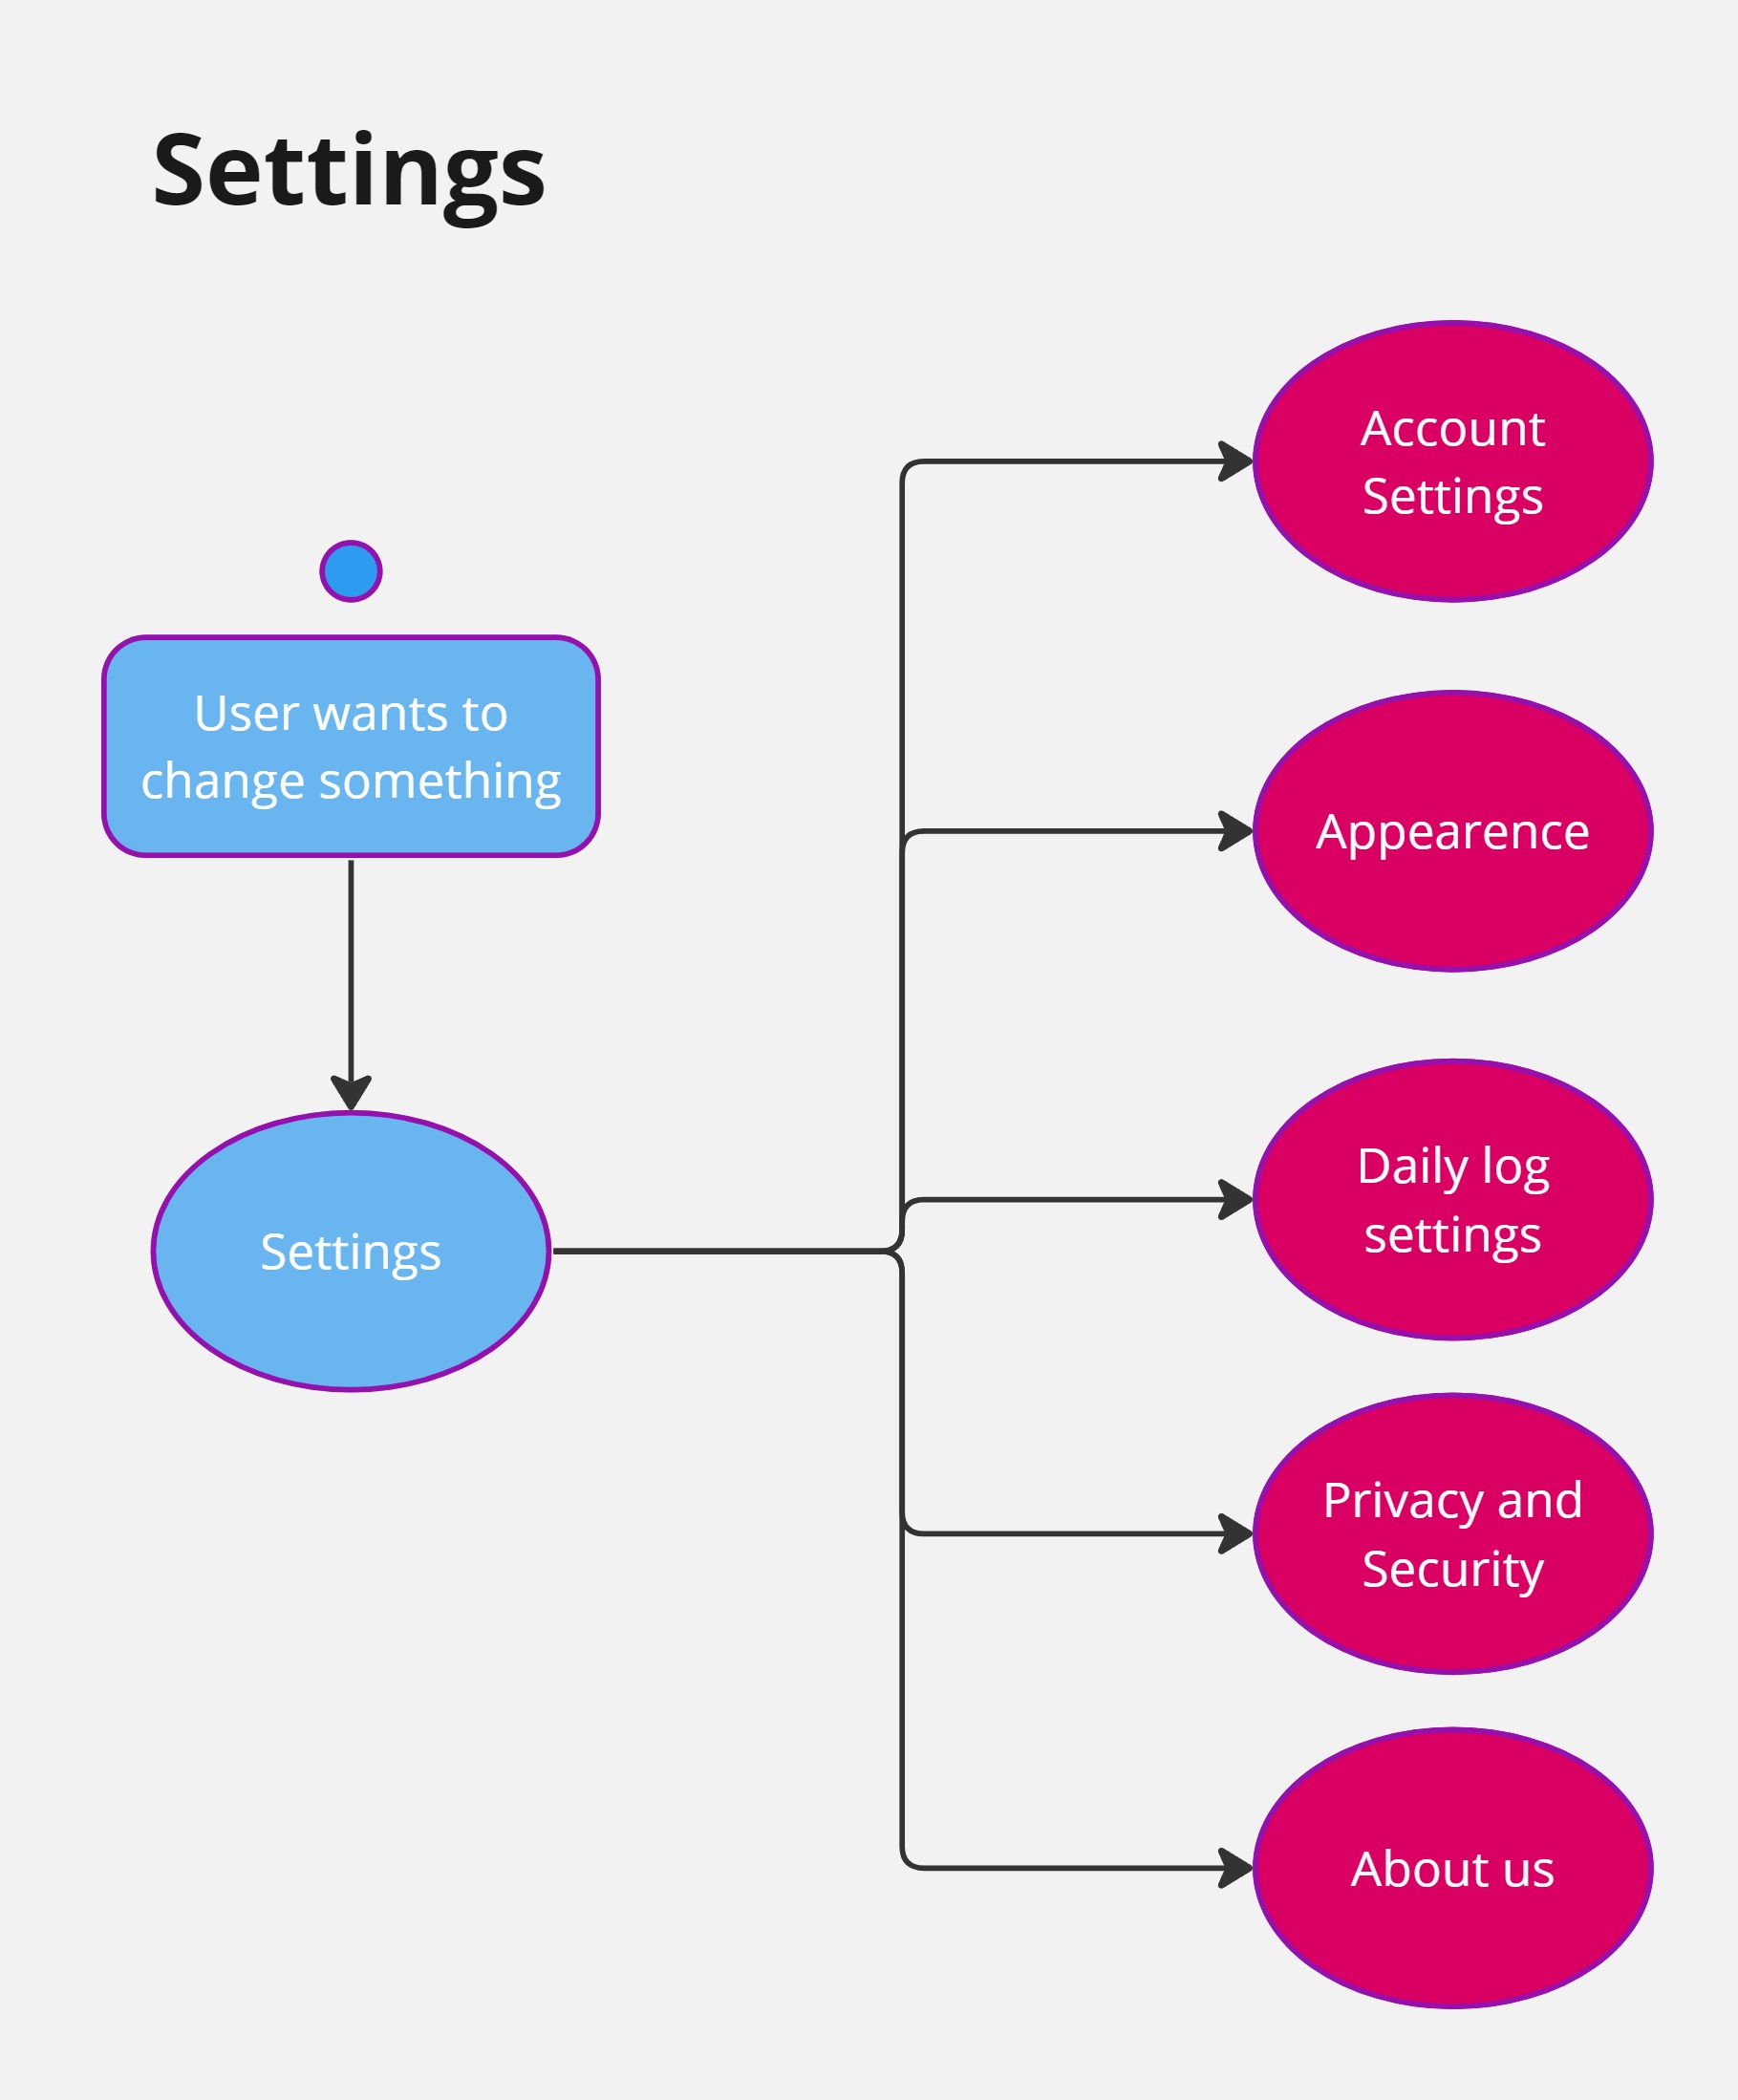 Settings
User wants to
change something
Settings
Account
Settings
Appearence
Daily log
settings
Privacy and
Security
About us